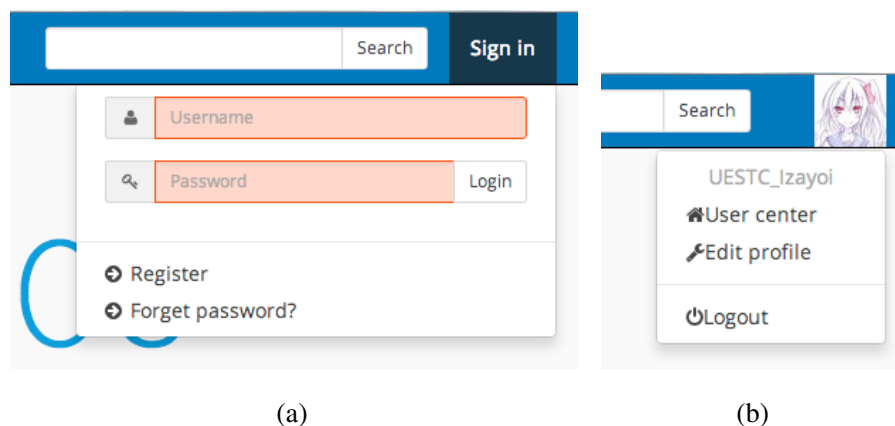 Search Sign in
Username
Password Login
Register
Forget password?
(a)
Search
UESTC_Izayoi
User center
Edit profile
Logout
(b)